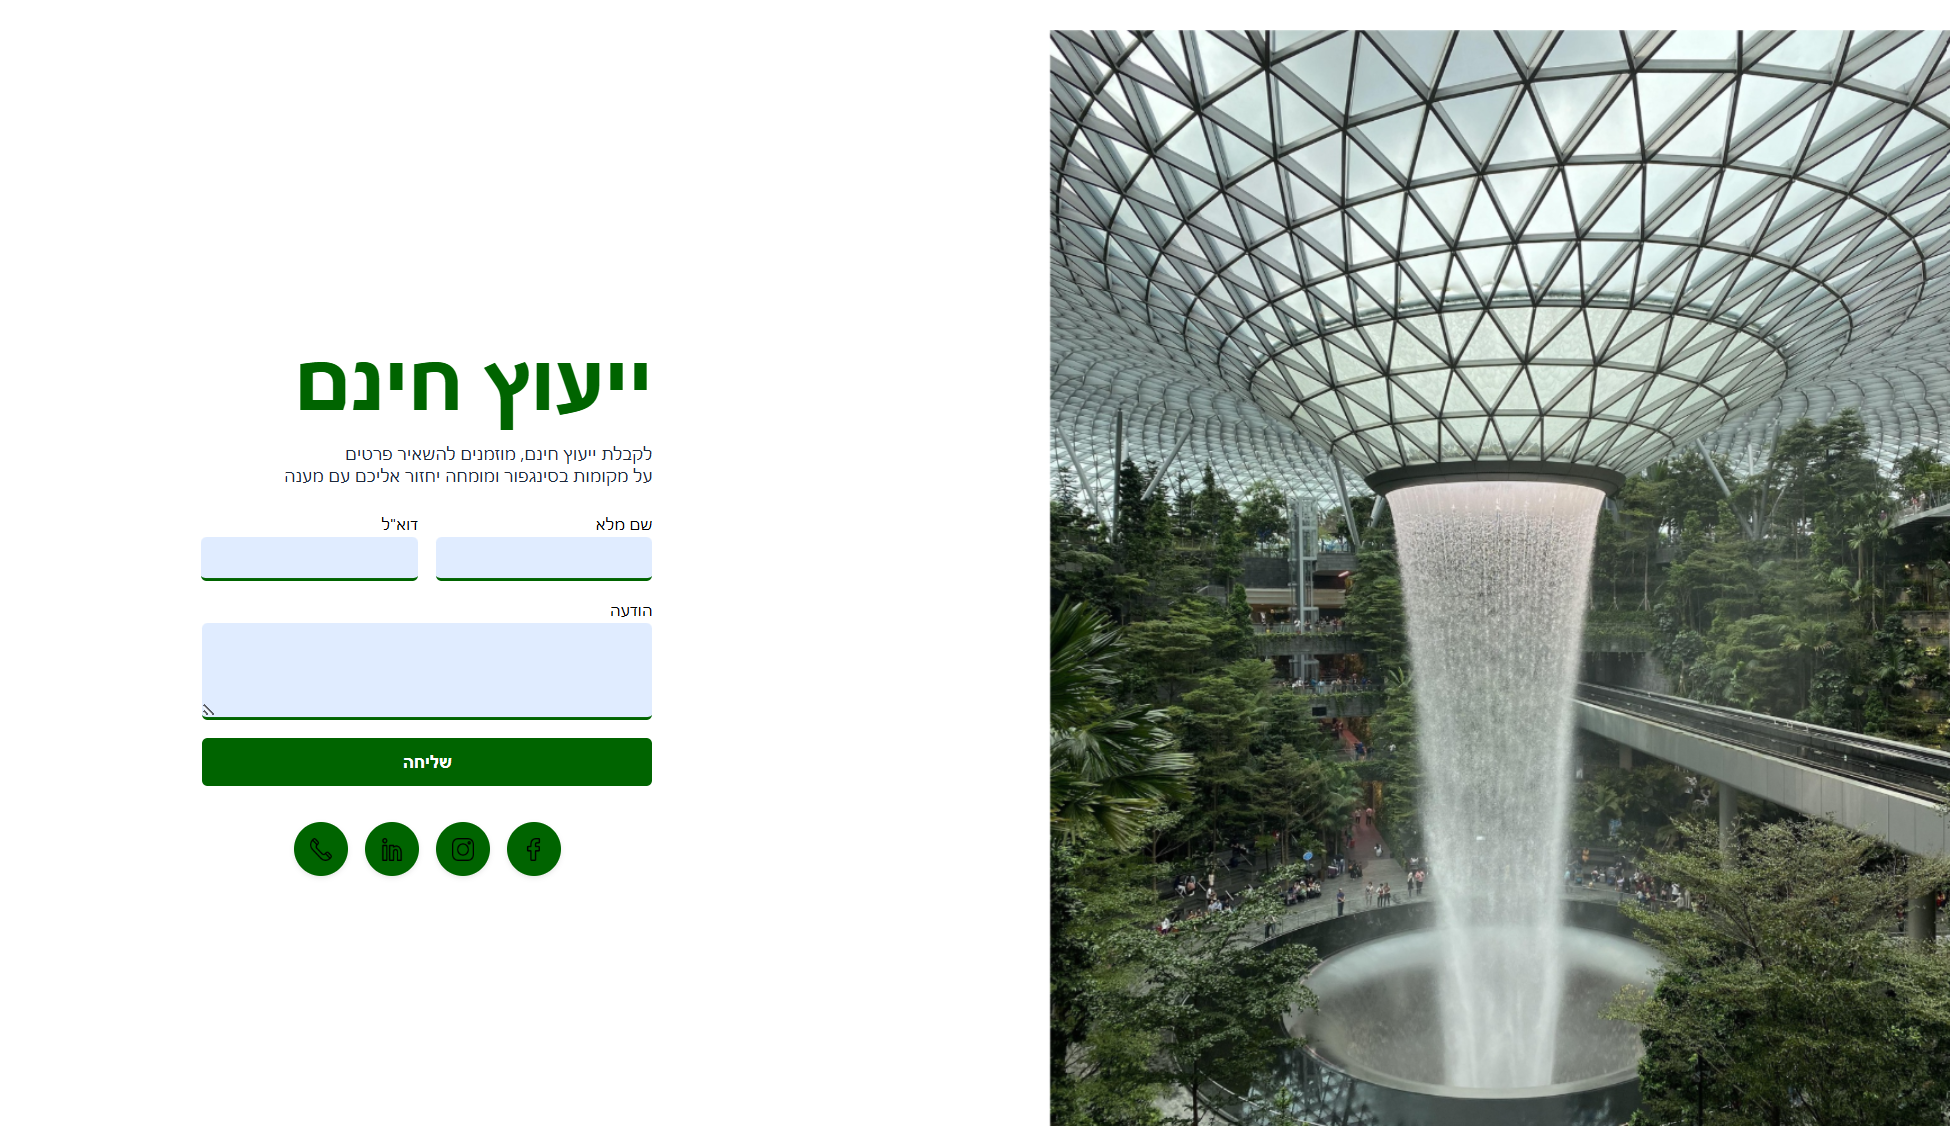 ייעוץ חינם
לקבלת ייעוץ חינם, מוזמנים להשאיר פרטים
על מקומות בסינגפור ומומחה יחזור אליכם עם מענה
שם מלא
דוא"ל
הודעה
שליחה